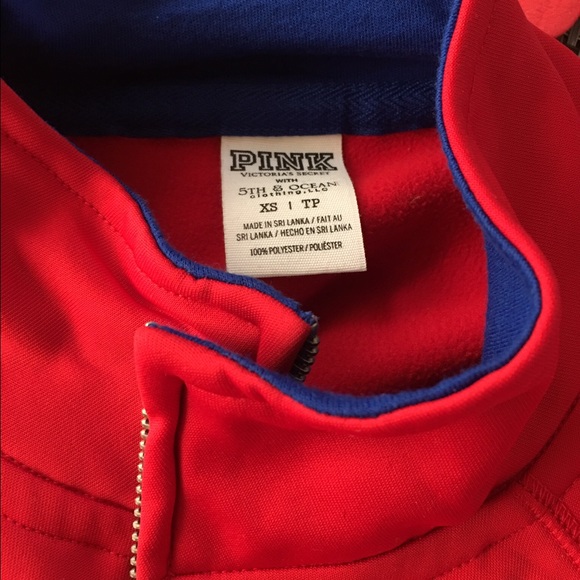 PINK
VICTORIA'S SECRET
WITH
5TH & OCEAN
clothing, LLC
XS | TP
MADE IN SRI LANKA / FAIT AU
SRI LANKA / HECHO EN SRI LANKA
100% POLYESTER / POLIÉSTER